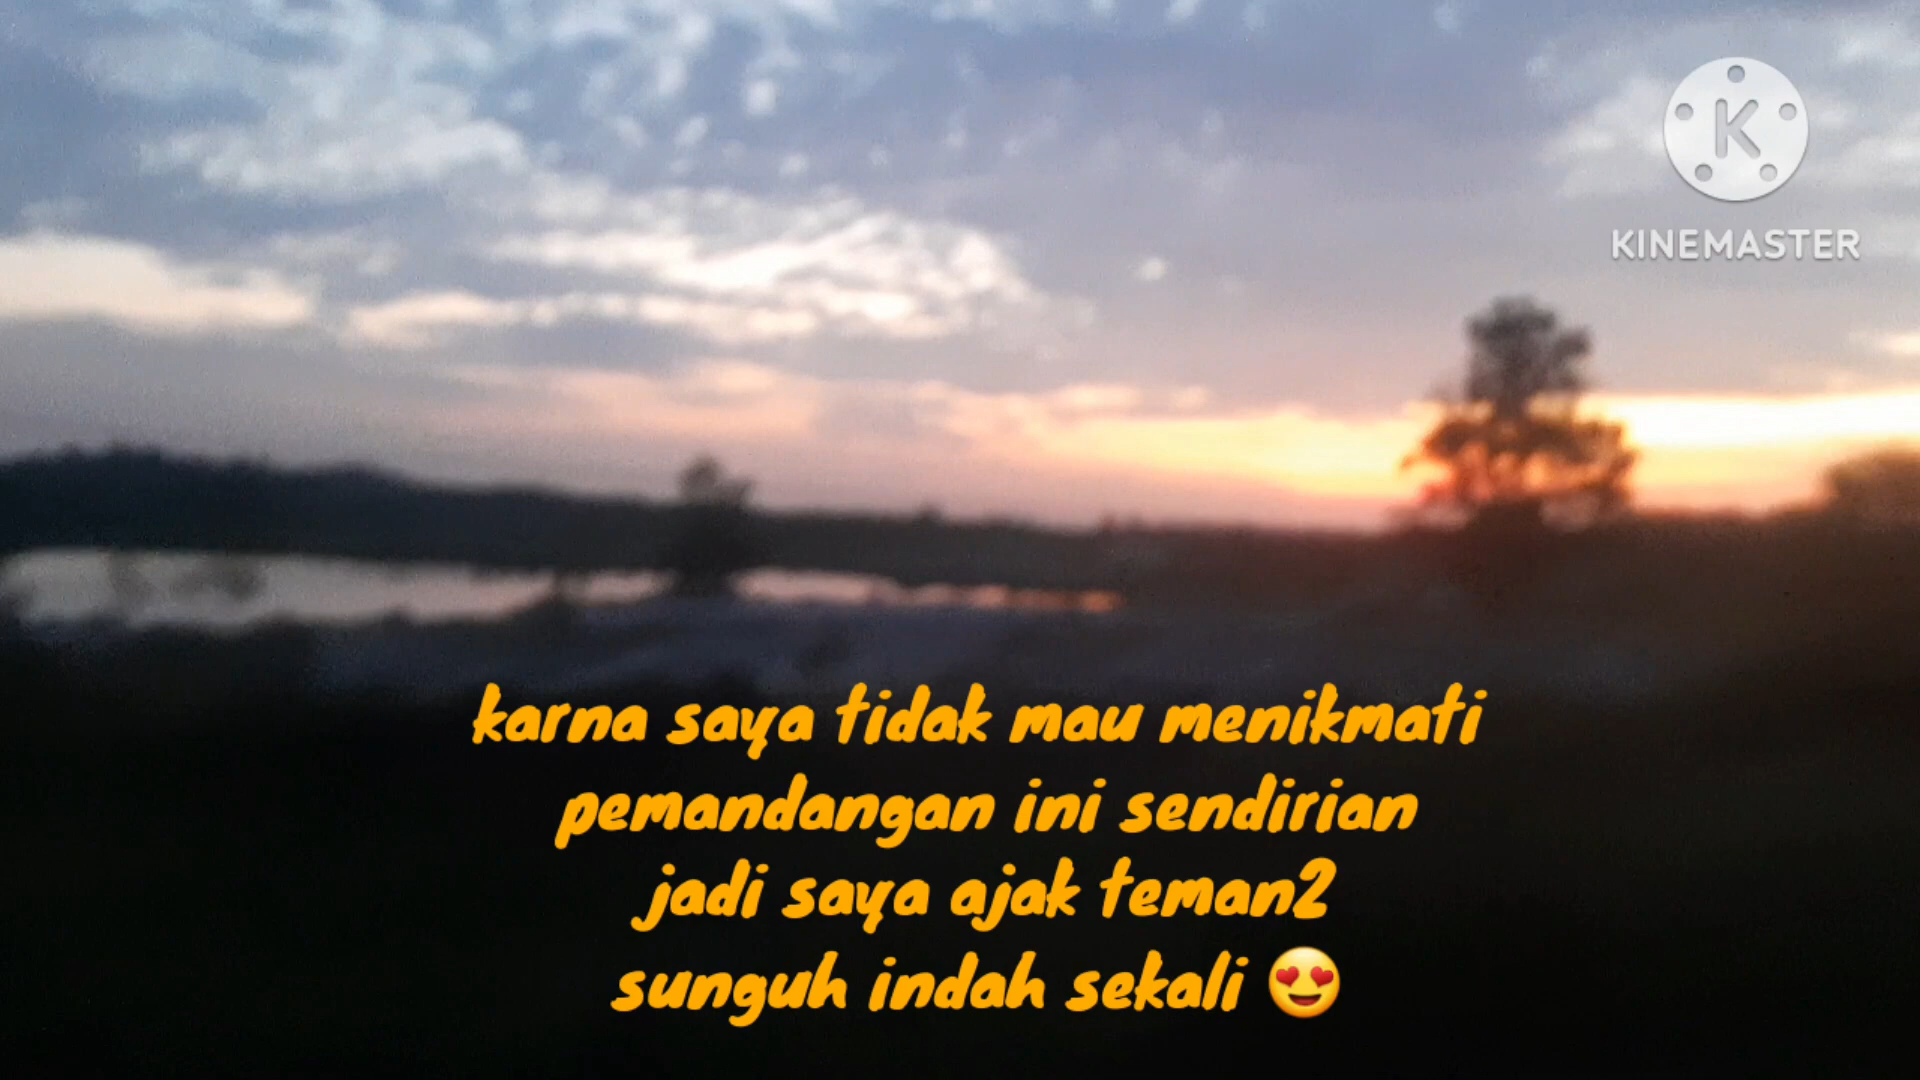 K
KINEMASTER
karna saya tidak mau menikmati
pemandangan ini sendirian
jadi saya ajak teman2
sunguh indah sekali 😍